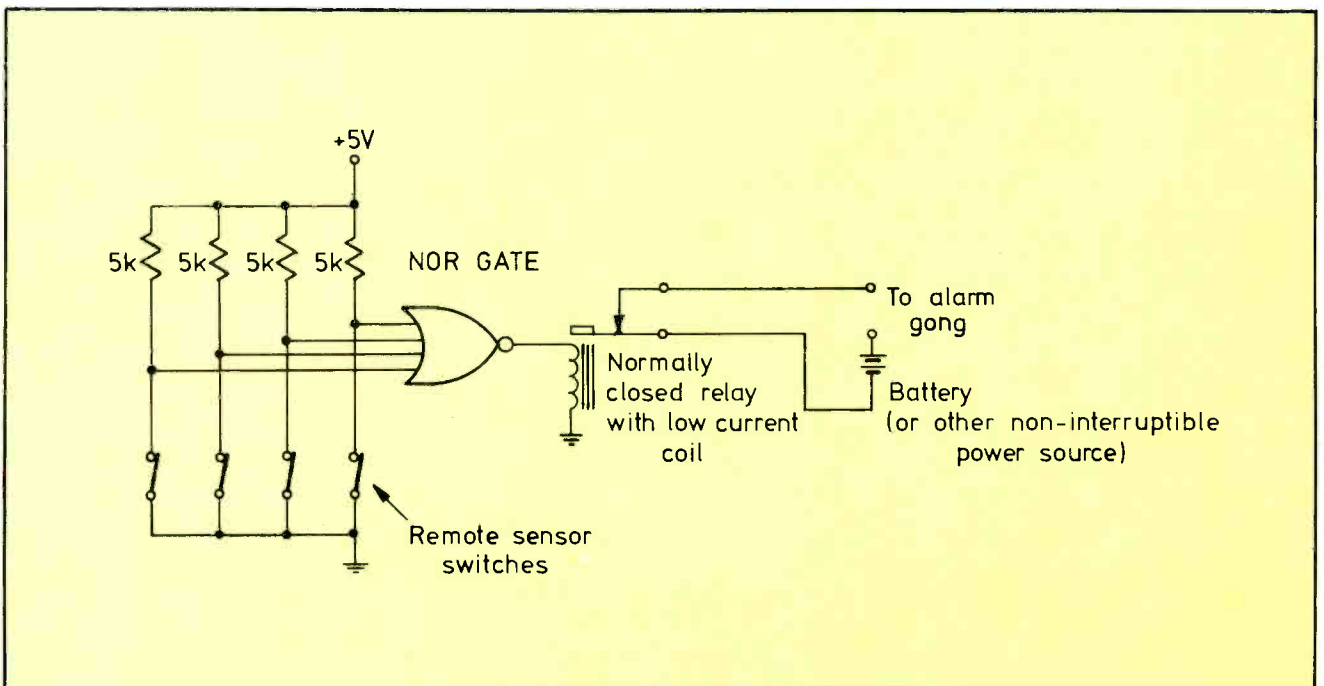 +5V
5k 5k 5k 5k NOR GATE
To alarm
gong
Normally
closed relay
with low current
coil
Battery
(or other non-interruptible
power source)
Remote sensor
switches